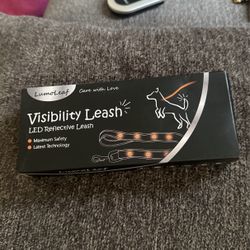 LumoLeaf
Care with Love
Visibility Leash
LED Reflective Leash
Maximum Safety
Latest Technology